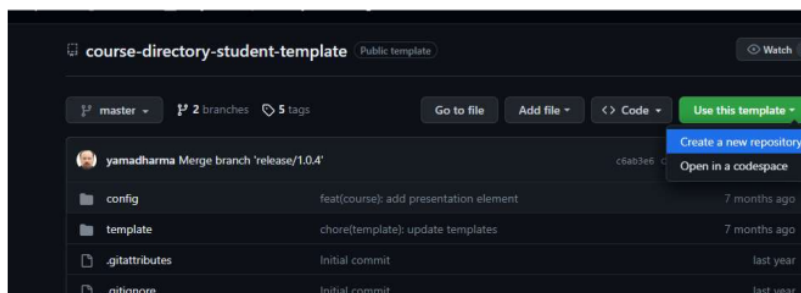 course-directory-student-template Public template
Watch
master 2 branches 5 tags Go to file Add file <> Code Use this template
Create a new repository
Open in a codespace
yamadharma Merge branch 'release/1.0.4' c6ab3e6
config feat(course): add presentation element 7 months ago
template chore(template): update templates 7 months ago
.gitattributes Initial commit last year
.gitignore Initial commit last year